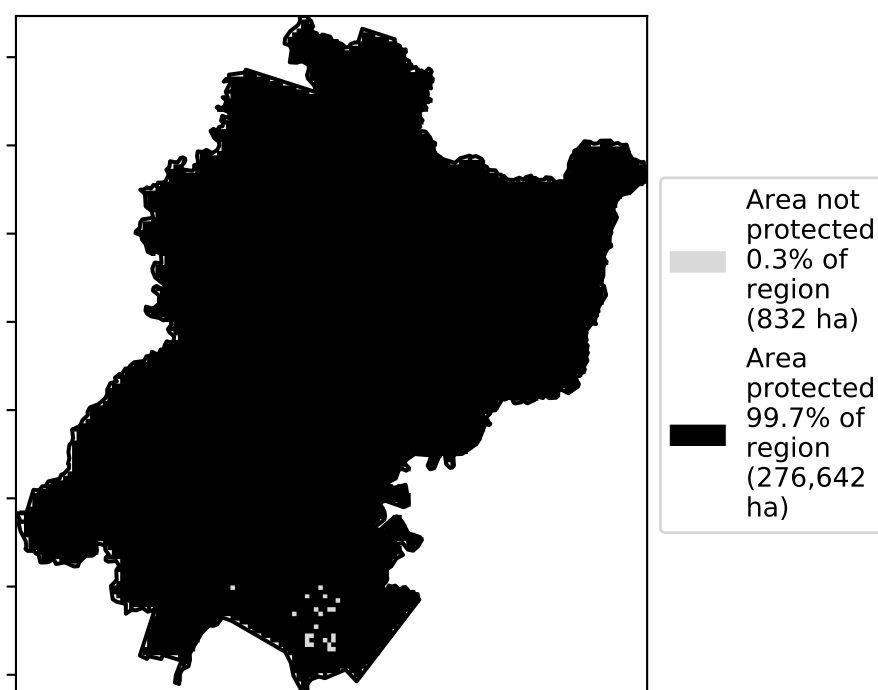 Area not
protected
0.3% of
region
(832 ha)
Area
protected
99.7% of
region
(276,642
ha)